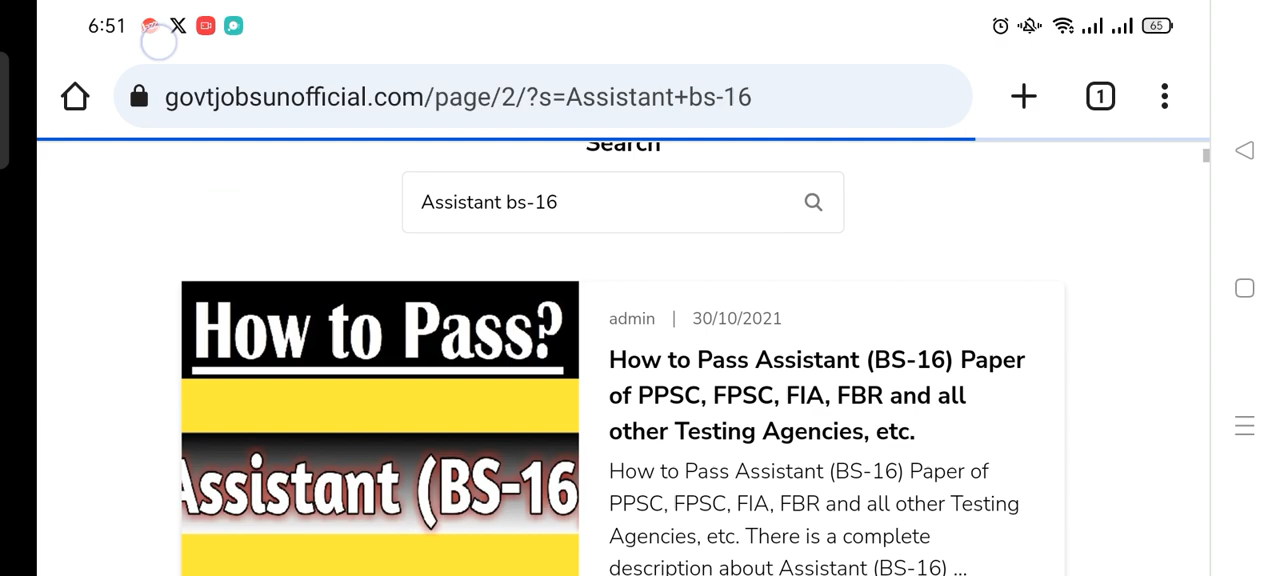 6:51
65
govtjobsunofficial.com/page/2/?s=Assistant+bs-16
1
Search
Assistant bs-16
How to Pass?
Assistant (BS-16
admin | 30/10/2021
How to Pass Assistant (BS-16) Paper
of PPSC, FPSC, FIA, FBR and all
other Testing Agencies, etc.
How to Pass Assistant (BS-16) Paper of
PPSC, FPSC, FIA, FBR and all other Testing
Agencies, etc. There is a complete
description about Assistant (BS-16) ...